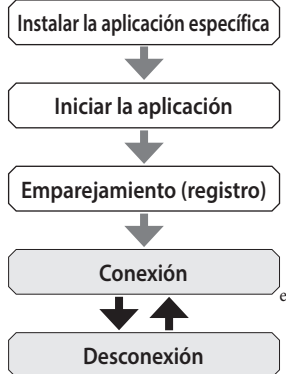 Instalar la aplicación específica
Iniciar la aplicación
Emparejamiento (registro)
Conexión
e
Desconexión